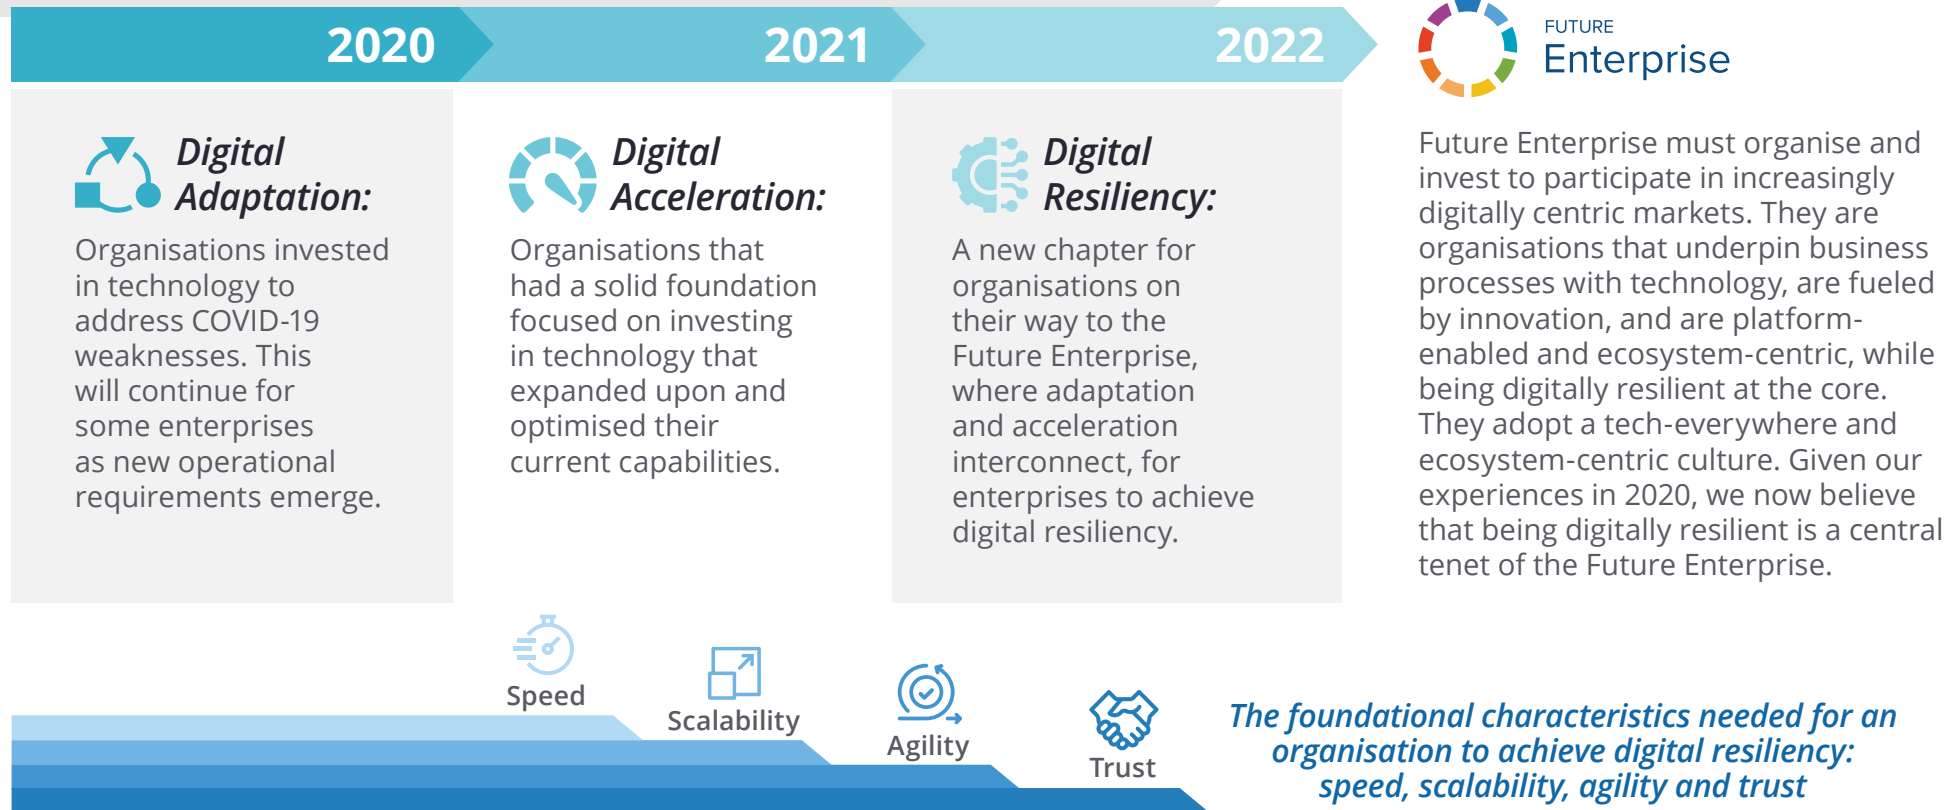 2020
2021
2022
FUTURE
Enterprise
Digital
Adaptation:
Organisations invested
in technology to
address COVID-19
weaknesses. This
will continue for
some enterprises
as new operational
requirements emerge.
Digital
Acceleration:
Organisations that
had a solid foundation
focused on investing
in technology that
expanded upon and
optimised their
current capabilities.
Digital
Resiliency:
A new chapter for
organisations on
their way to the
Future Enterprise,
where adaptation
and acceleration
interconnect, for
enterprises to achieve
digital resiliency.
Future Enterprise must organise and
invest to participate in increasingly
digitally centric markets. They are
organisations that underpin business
processes with technology, are fueled
by innovation, and are platform-
enabled and ecosystem-centric, while
being digitally resilient at the core.
They adopt a tech-everywhere and
ecosystem-centric culture. Given our
experiences in 2020, we now believe
that being digitally resilient is a central
tenet of the Future Enterprise.
Speed
Scalability
Agility
Trust
The foundational characteristics needed for an
organisation to achieve digital resiliency:
speed, scalability, agility and trust